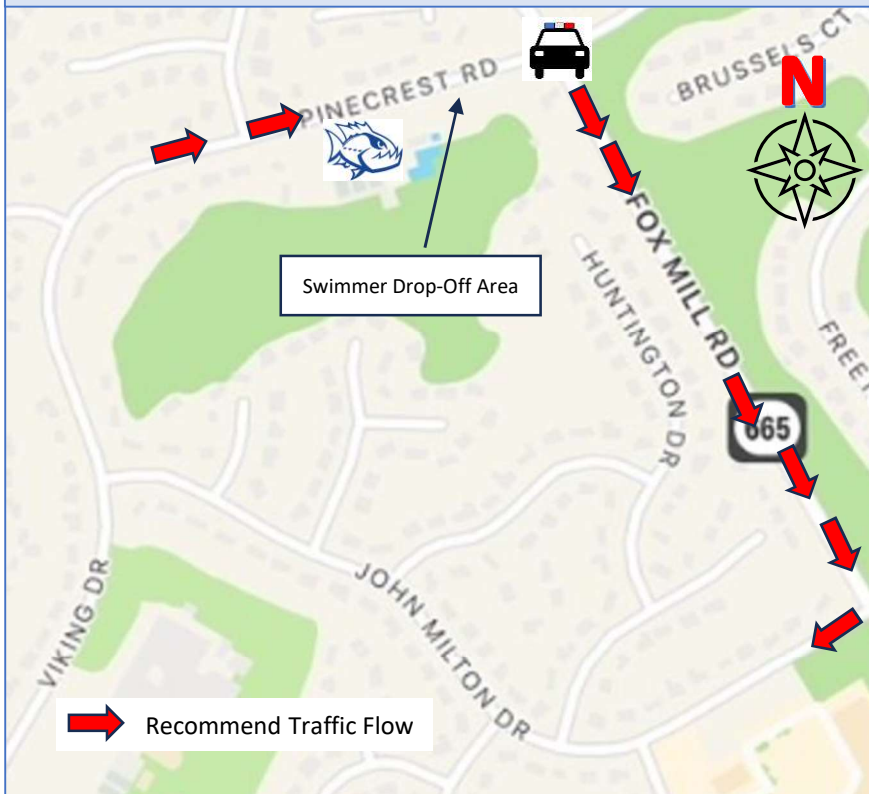 BRUSSELS CT
PINECREST RD
N
Swimmer Drop-Off Area
FOX MILL RD
HUNTINGTON DR
FREET
665
JOHN MILTON DR
VIKING DR
Recommend Traffic Flow